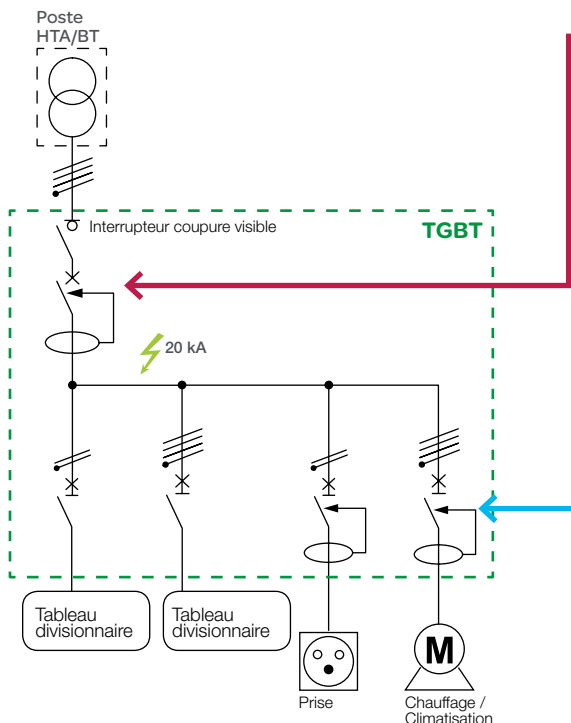 Poste
HTA/BT
Interrupteur coupure visible
TGBT
20 kA
Tableau
divisionnaire
Tableau
divisionnaire
Prise
M
Chauffage /
Climatisation